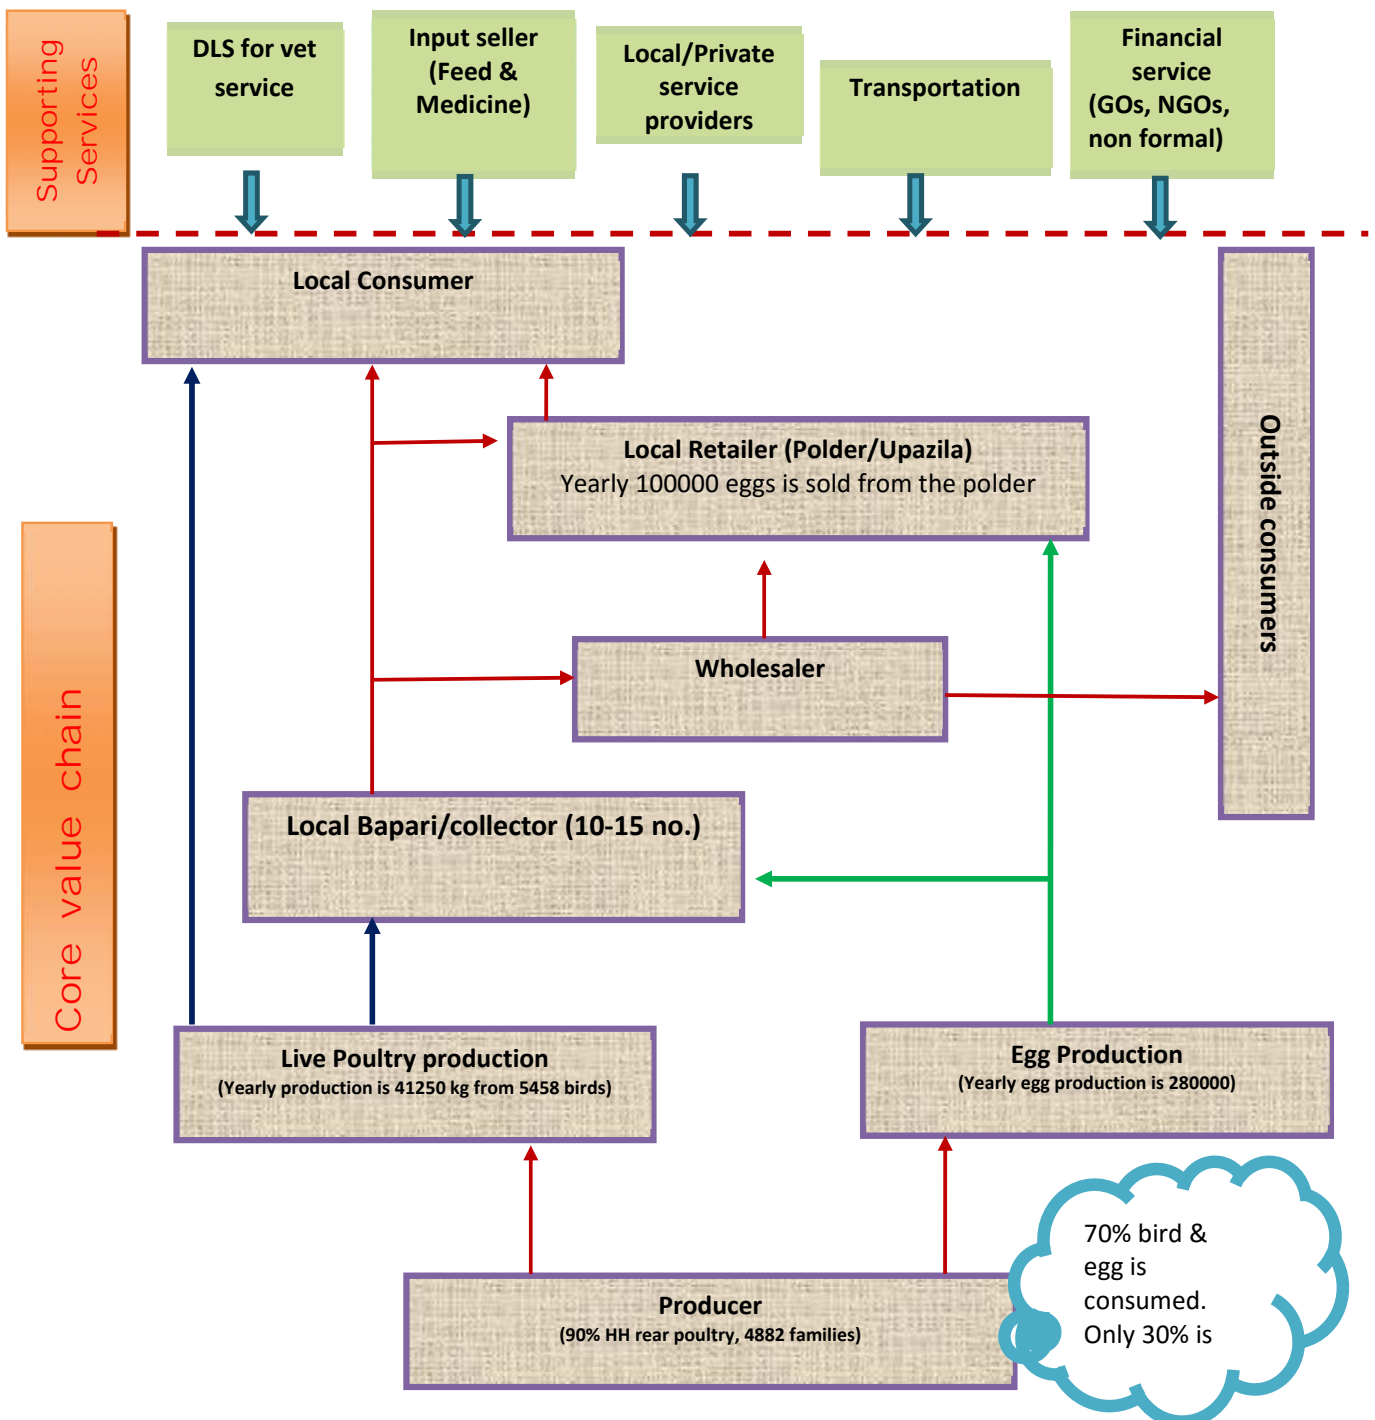 Supporting
Services
DLS for vet
service
Input seller
(Feed &
Medicine)
Local/Private
service
providers
Transportation
Financial
service
(GOs, NGOs,
non formal)
Local Consumer
Local Retailer (Polder/Upazila)
Yearly 100000 eggs is sold from the polder
Outside consumers
Wholesaler
Core value chain
Local Bapari/collector (10-15 no.)
Live Poultry production
(Yearly production is 41250 kg from 5458 birds)
Egg Production
(Yearly egg production is 280000)
70% bird &
egg is
consumed.
Only 30% is
Producer
(90% HH rear poultry, 4882 families)